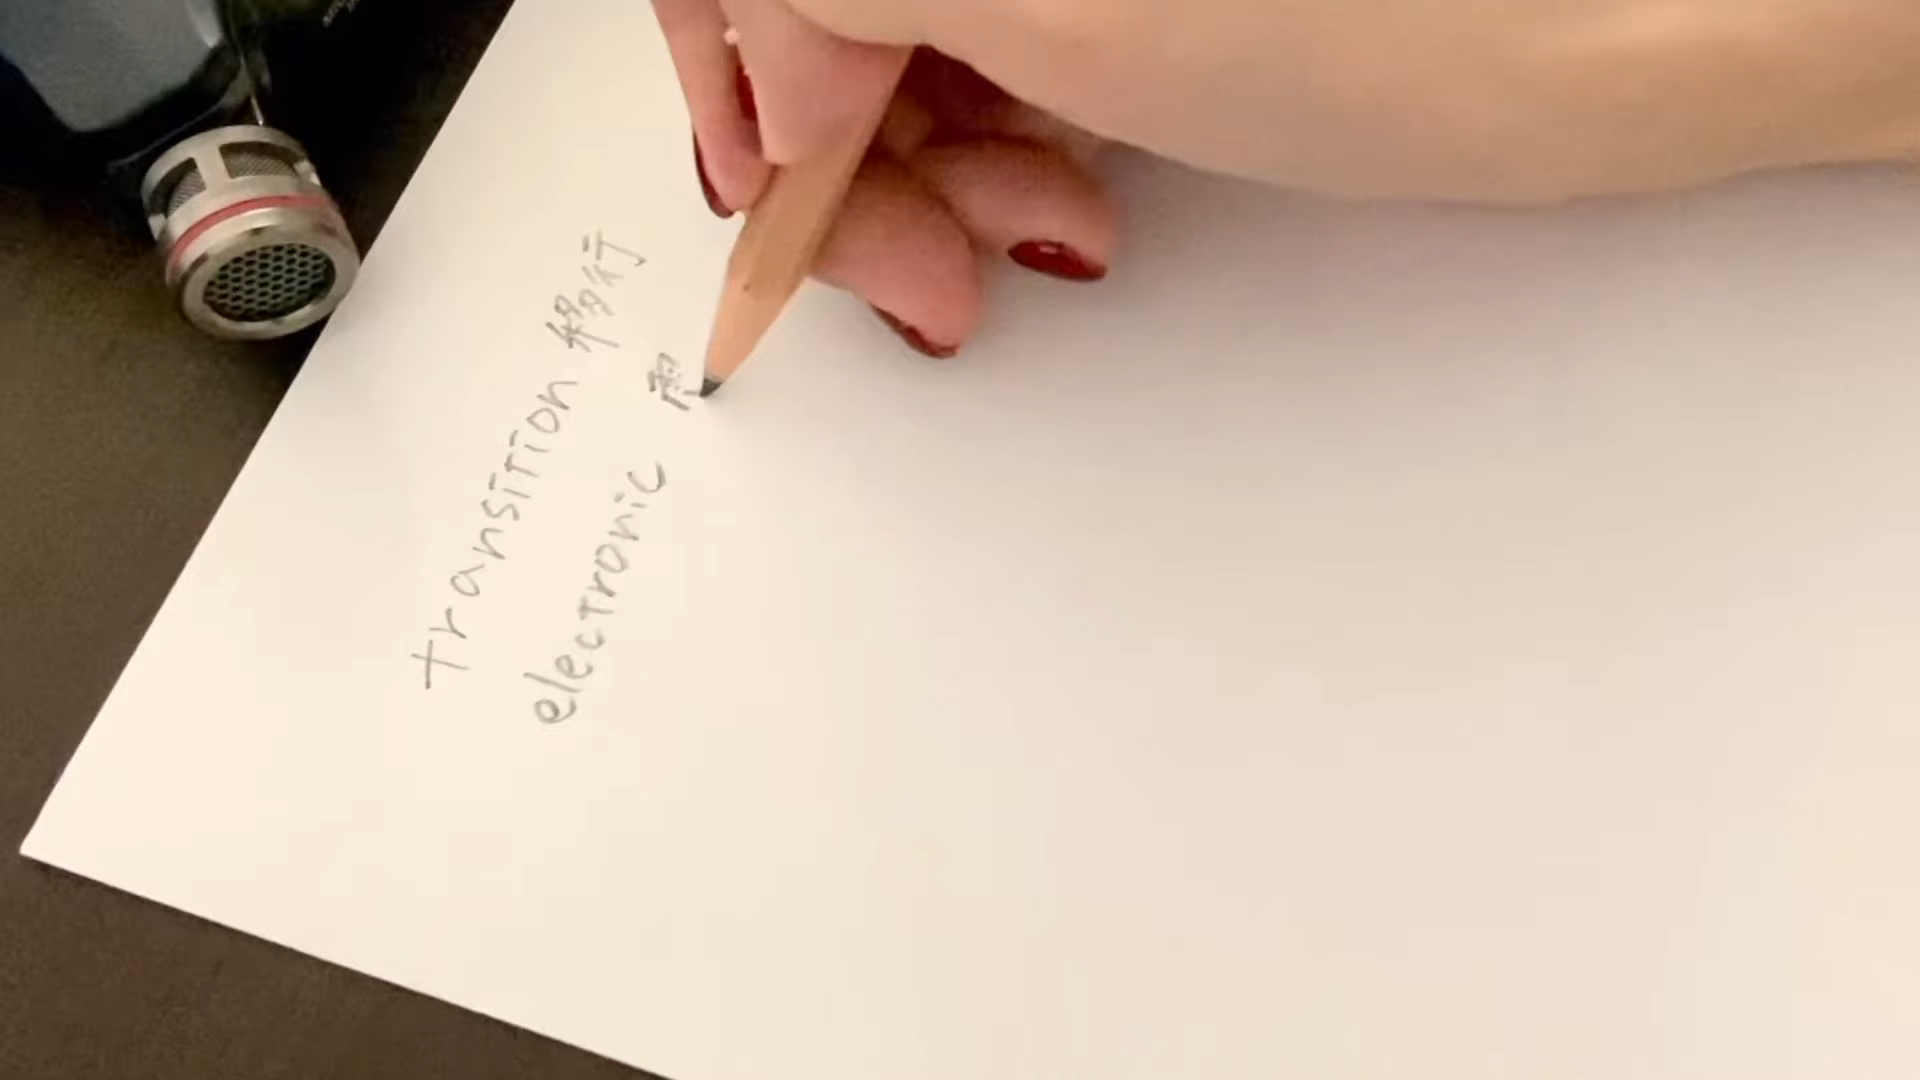 transition 移行
electronic